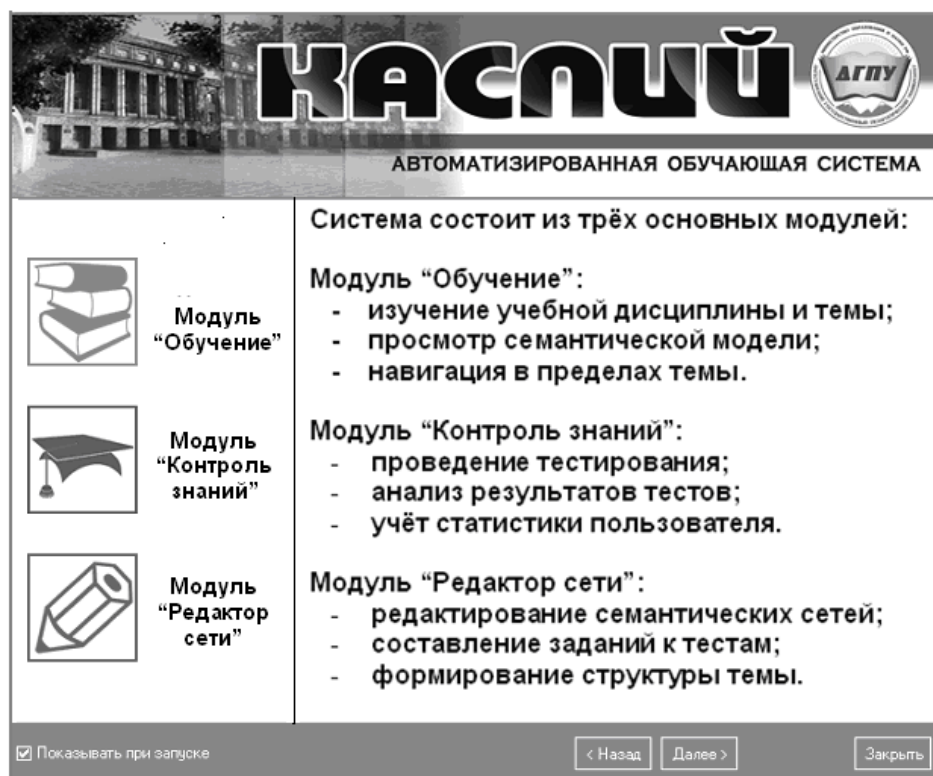 КАСПИЙ
ДГПУ
АВТОМАТИЗИРОВАННАЯ ОБУЧАЮЩАЯ СИСТЕМА
Модуль
“Обучение”
Модуль
“Контроль
знаний”
Модуль
“Редактор
сети”
Система состоит из трёх основных модулей:
Модуль “Обучение”:
- изучение учебной дисциплины и темы;
- просмотр семантической модели;
- навигация в пределах темы.
Модуль “Контроль знаний”:
- проведение тестирования;
- анализ результатов тестов;
- учёт статистики пользователя.
Модуль “Редактор сети”:
- редактирование семантических сетей;
- составление заданий к тестам;
- формирование структуры темы.
Показывать при запуске
< Назад
Далее >
Закрыть